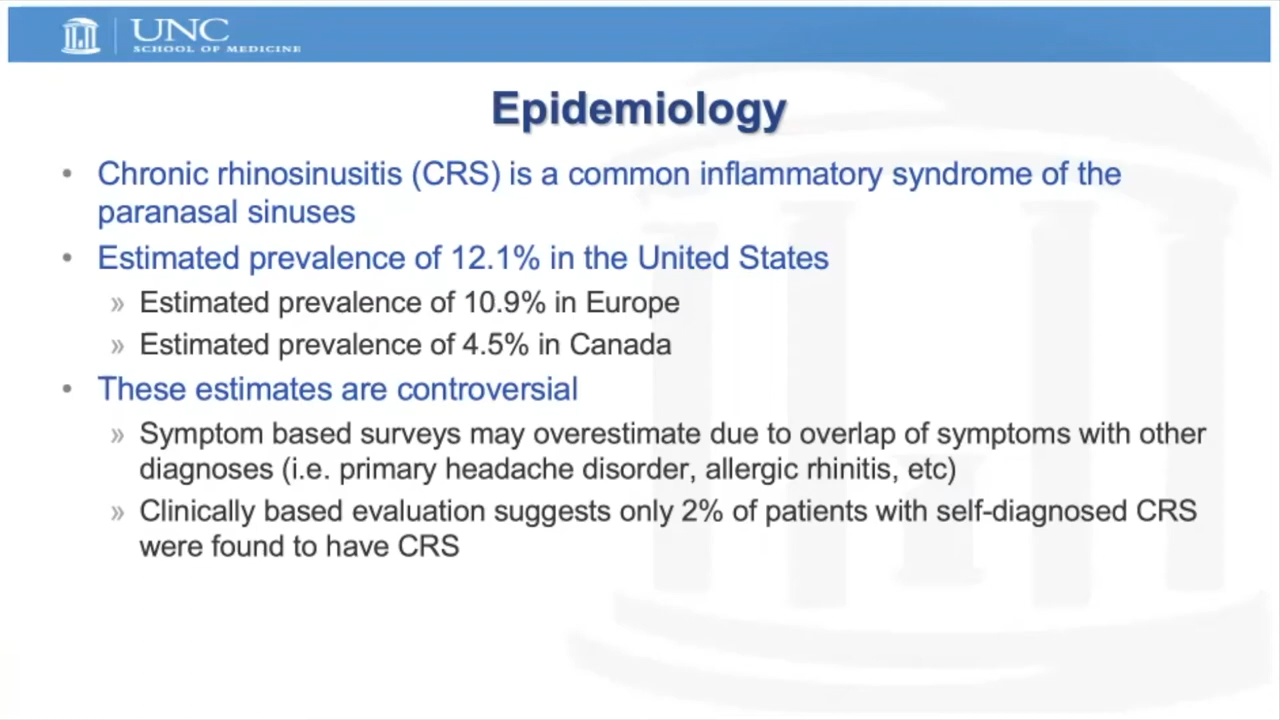 UNC
SCHOOL OF MEDICINE
Epidemiology
• Chronic rhinosinusitis (CRS) is a common inflammatory syndrome of the
paranasal sinuses
• Estimated prevalence of 12.1% in the United States
» Estimated prevalence of 10.9% in Europe
» Estimated prevalence of 4.5% in Canada
• These estimates are controversial
» Symptom based surveys may overestimate due to overlap of symptoms with other
diagnoses (i.e. primary headache disorder, allergic rhinitis, etc)
» Clinically based evaluation suggests only 2% of patients with self-diagnosed CRS
were found to have CRS